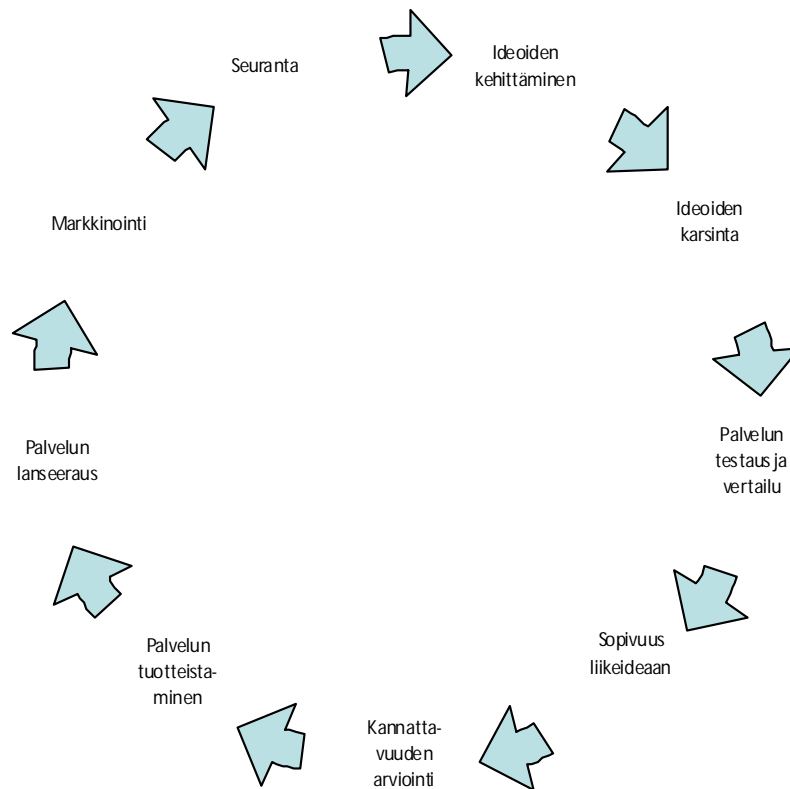 Ideoiden
kehittäminen
Ideoiden
karsinta
Palvelun
testaus ja
vertailu
Sopivuus
liikeideaan
Kannatta-
vuuden
arviointi
Palvelun
tuotteista-
minen
Palvelun
lanseeraus
Markkinointi
Seuranta